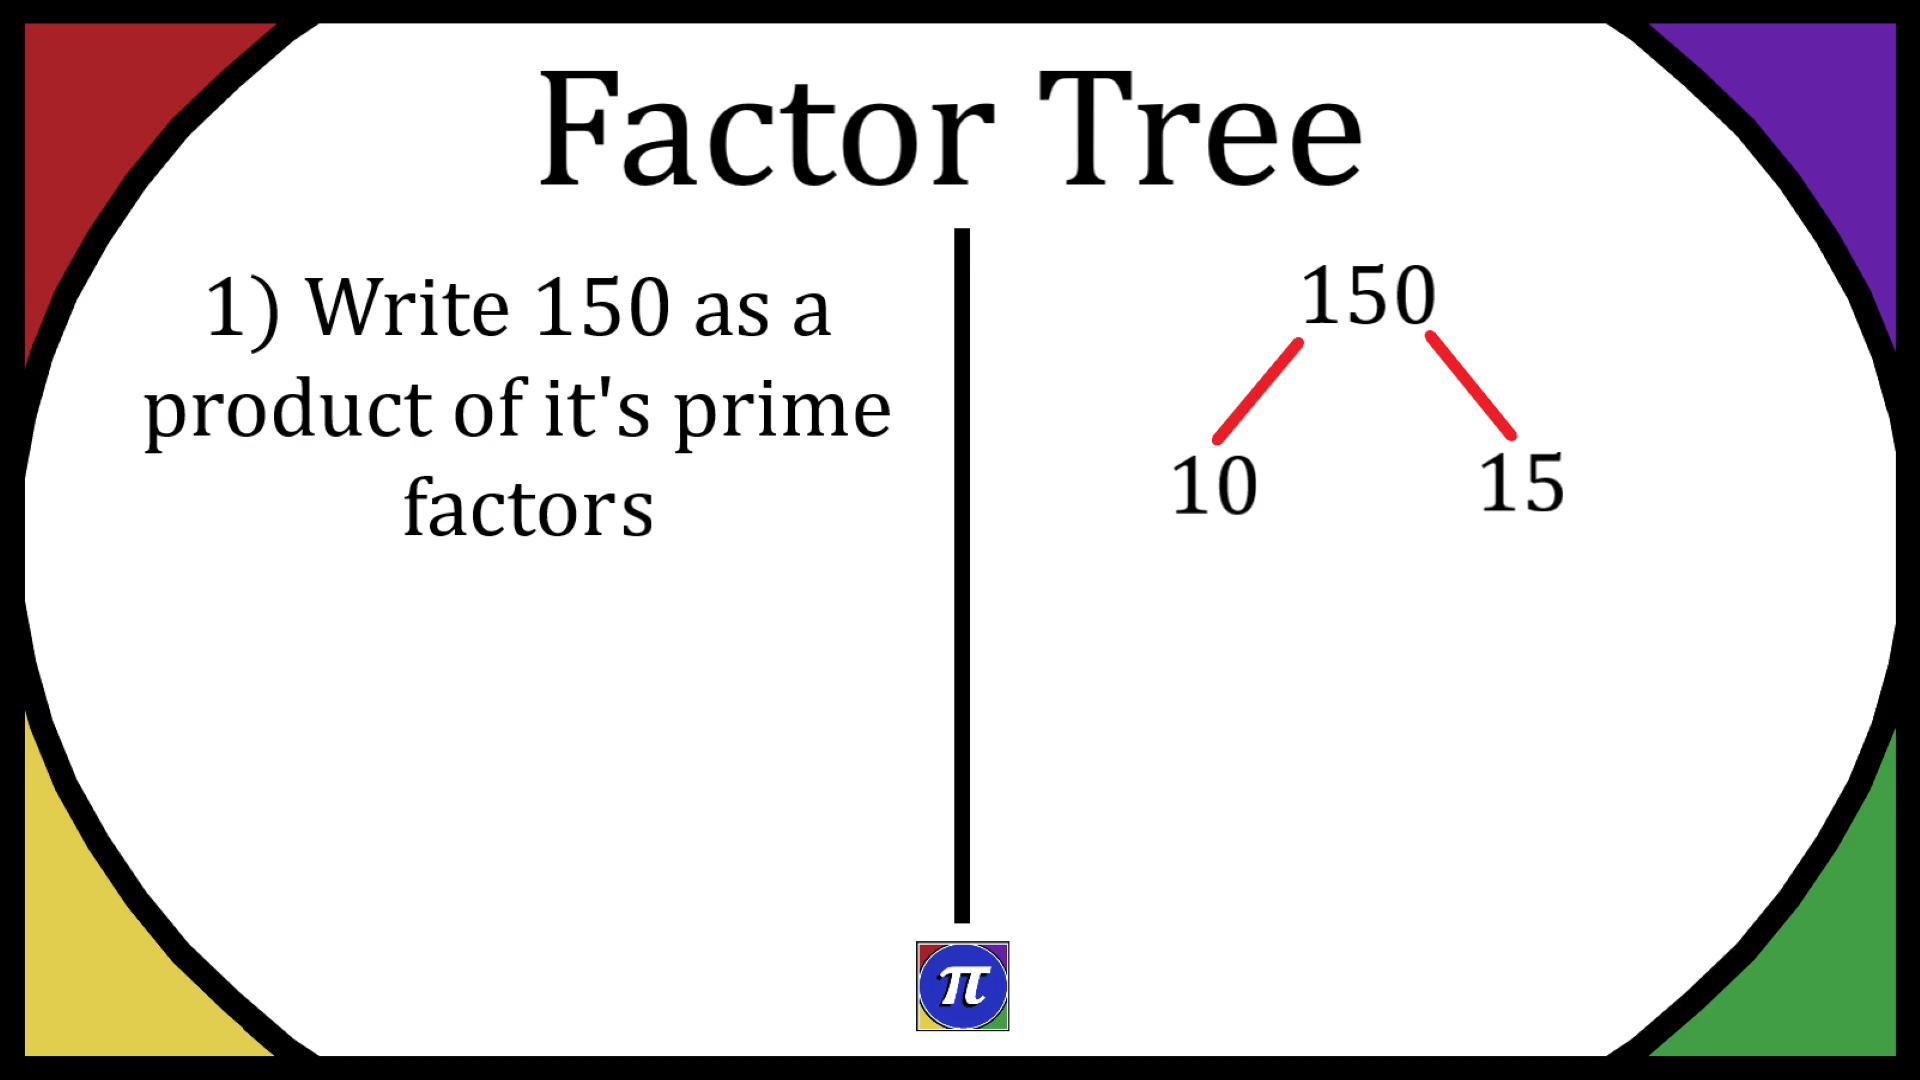 Factor Tree
1) Write 150 as a
product of it's prime
factors
150
10 15
π